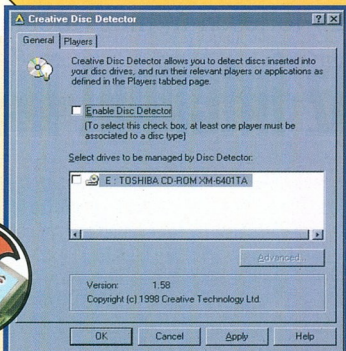 Creative Disc Detector
General
Players
Creative Disc Detector allows you to detect discs inserted into
your disc drives, and run their relevant players or applications as
defined in the Players tabbed page.
Enable Disc Detector
(To select this check box, at least one player must be
associated to a disc type)
Select drives to be managed by Disc Detector:
E : TOSHIBA CD-ROM XM-6401TA
Advanced
Version: 1.58
Copyright (c) 1998 Creative Technology Ltd.
OK
Cancel
Apply
Help